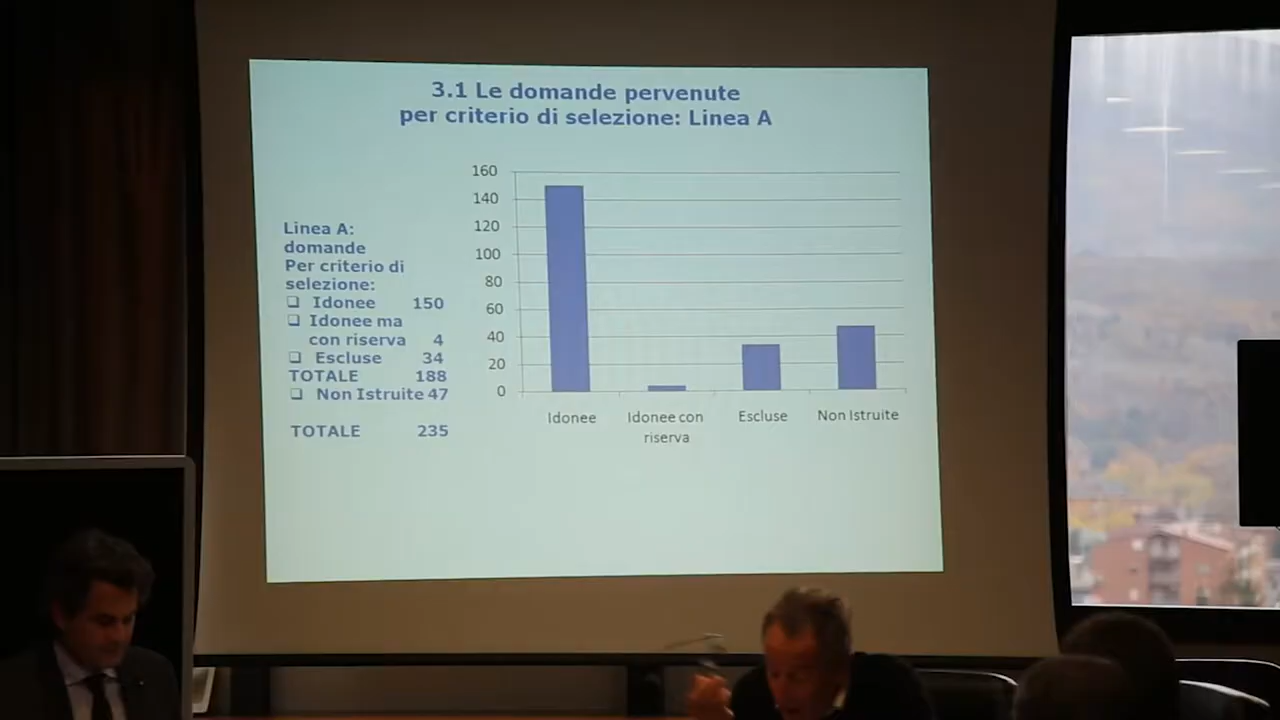 3.1 Le domande pervenute
per criterio di selezione: Linea A
Linea A:
domande
Per criterio di
selezione:
❑ Idonee 150
❑ Idonee ma
con riserva 4
❑ Escluse 34
TOTALE 188
❑ Non Istruite 47
TOTALE 235
160
140
120
100
80
60
40
20
0
Idonee
Idonee con
riserva
Escluse
Non Istruite